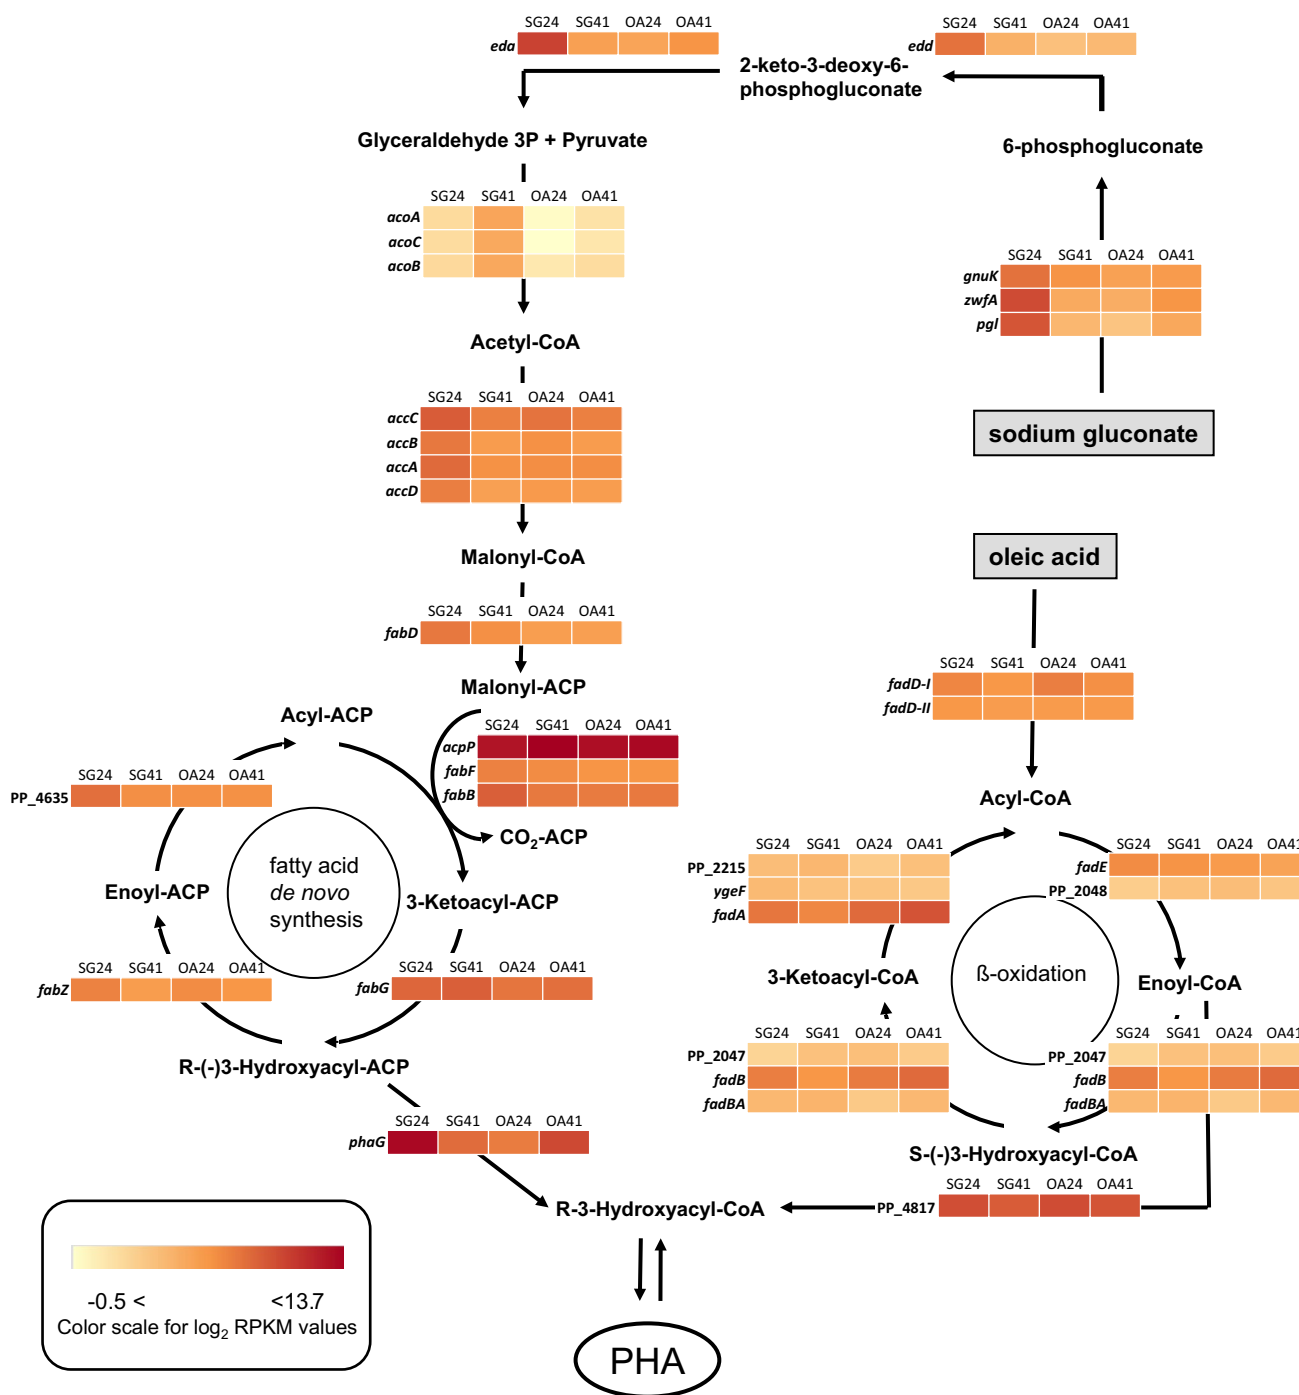 SG24 SG41 OA24 OA41
eda
SG24 SG41 OA24 OA41
edd
2-keto-3-deoxy-6-
phosphogluconate
Glyceraldehyde 3P + Pyruvate
6-phosphogluconate
SG24 SG41 OA24 OA41
acoA
acoC
acoB
SG24 SG41 OA24 OA41
gnuK
zwfA
pgl
Acetyl-CoA
SG24 SG41 OA24 OA41
accC
accB
accA
accD
sodium gluconate
Malonyl-CoA
oleic acid
SG24 SG41 OA24 OA41
fabD
Malonyl-ACP
SG24 SG41 OA24 OA41
fadD-I
fadD-II
Acyl-ACP
SG24 SG41 OA24 OA41
acpP
fabF
fabB
SG24 SG41 OA24 OA41
PP_4635
CO2-ACP
Acyl-CoA
fatty acid
de novo
synthesis
Enoyl-ACP
3-Ketoacyl-ACP
SG24 SG41 OA24 OA41
PP_2215
ygeF
fadA
SG24 SG41 OA24 OA41
fadE
PP_2048
SG24 SG41 OA24 OA41
fabZ
SG24 SG41 OA24 OA41
fabG
3-Ketoacyl-CoA
ß-oxidation
Enoyl-CoA
R-(-)3-Hydroxyacyl-ACP
SG24 SG41 OA24 OA41
PP_2047
fadB
fadBA
SG24 SG41 OA24 OA41
PP_2047
fadB
fadBA
SG24 SG41 OA24 OA41
phaG
S-(-)3-Hydroxyacyl-CoA
R-3-Hydroxyacyl-CoA
SG24 SG41 OA24 OA41
PP_4817
-0.5 < <13.7
Color scale for log2 RPKM values
PHA